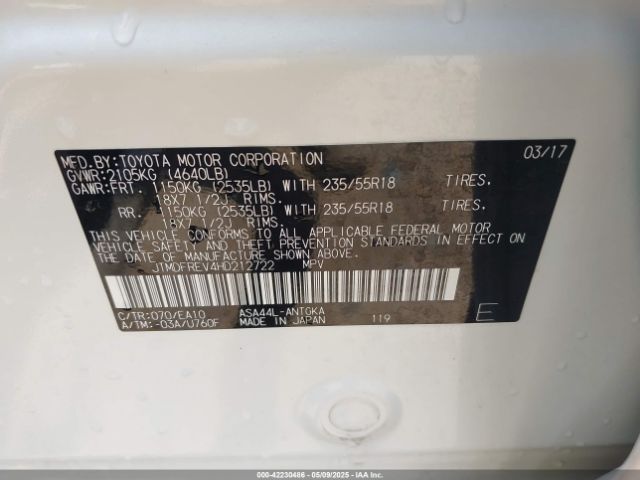 MFD.BY:TOYOTA MOTOR CORPORATION 03/17
GVWR:2105KG (4640LB)
GAWR:FRT. 1150KG (2535LB) WITH 235/55R18 TIRES.
18X7 1/2J RIMS.
RR. 1150KG (2535LB) WITH 235/55R18 TIRES.
18X7 1/2J RIMS.
THIS VEHICLE CONFORMS TO ALL APPLICABLE FEDERAL MOTOR
VEHICLE SAFETY AND THEFT PREVENTION STANDARDS IN EFFECT ON
THE DATE OF MANUFACTURE SHOWN ABOVE.
JTMDFREV4HD212722 MPV
C/TR:070/EA10 ASA44L-ANTGKA
A/TM:-03A/U760F MADE IN JAPAN 119 E
000-42230486 - 05/09/2025 - IAAI.COM